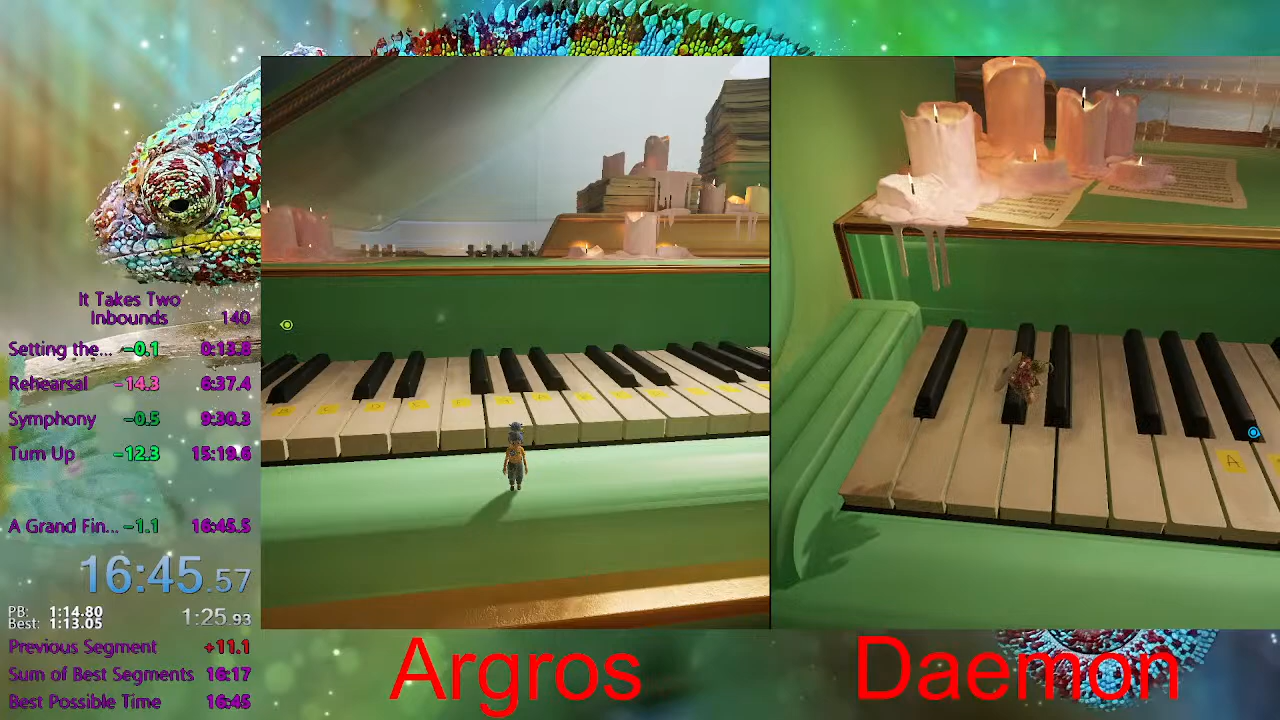 It Takes Two
Inbounds 140
Setting the... -0.1 0:13.8
Rehearsal -14.3 6:37.4
Symphony -0.5 9:30.3
Turn Up -12.3 15:19.6
A Grand Fin... -1.1 16:45.5
16:45.57
PB: 1:14.80
Best: 1:13.05
1:25.93
Previous Segment +11.1
Sum of Best Segments 16:17
Best Possible Time 16:45
A
Argros
Daemon